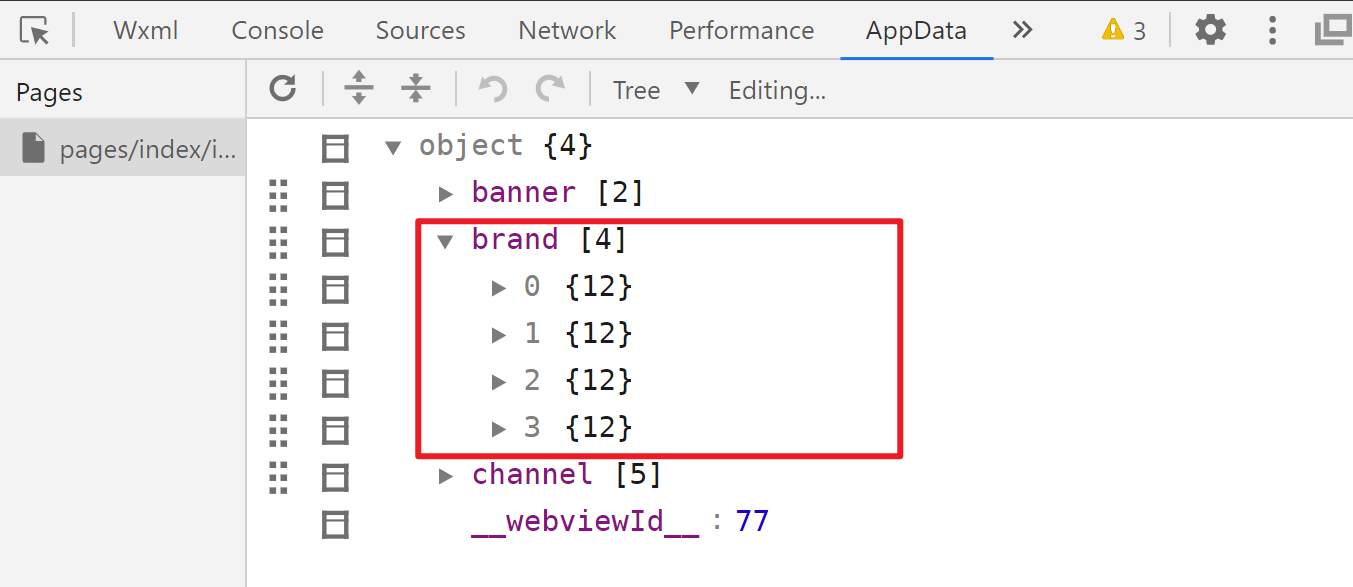 Wxml Console Sources Network Performance AppData 3
Pages Tree Editing...
pages/index/i...
object {4}
banner [2]
brand [4]
0 {12}
1 {12}
2 {12}
3 {12}
channel [5]
__webviewId__ : 77